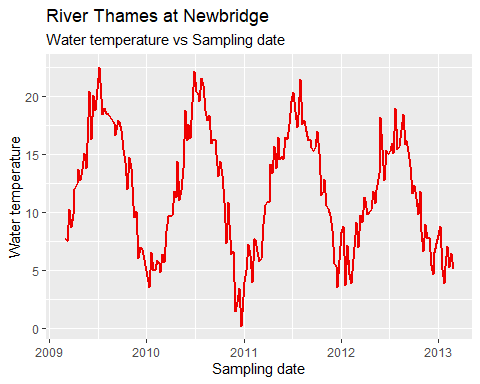 River Thames at Newbridge
Water temperature vs Sampling date
Water temperature
20
15
10
5
0
2009 2010 2011 2012 2013
Sampling date